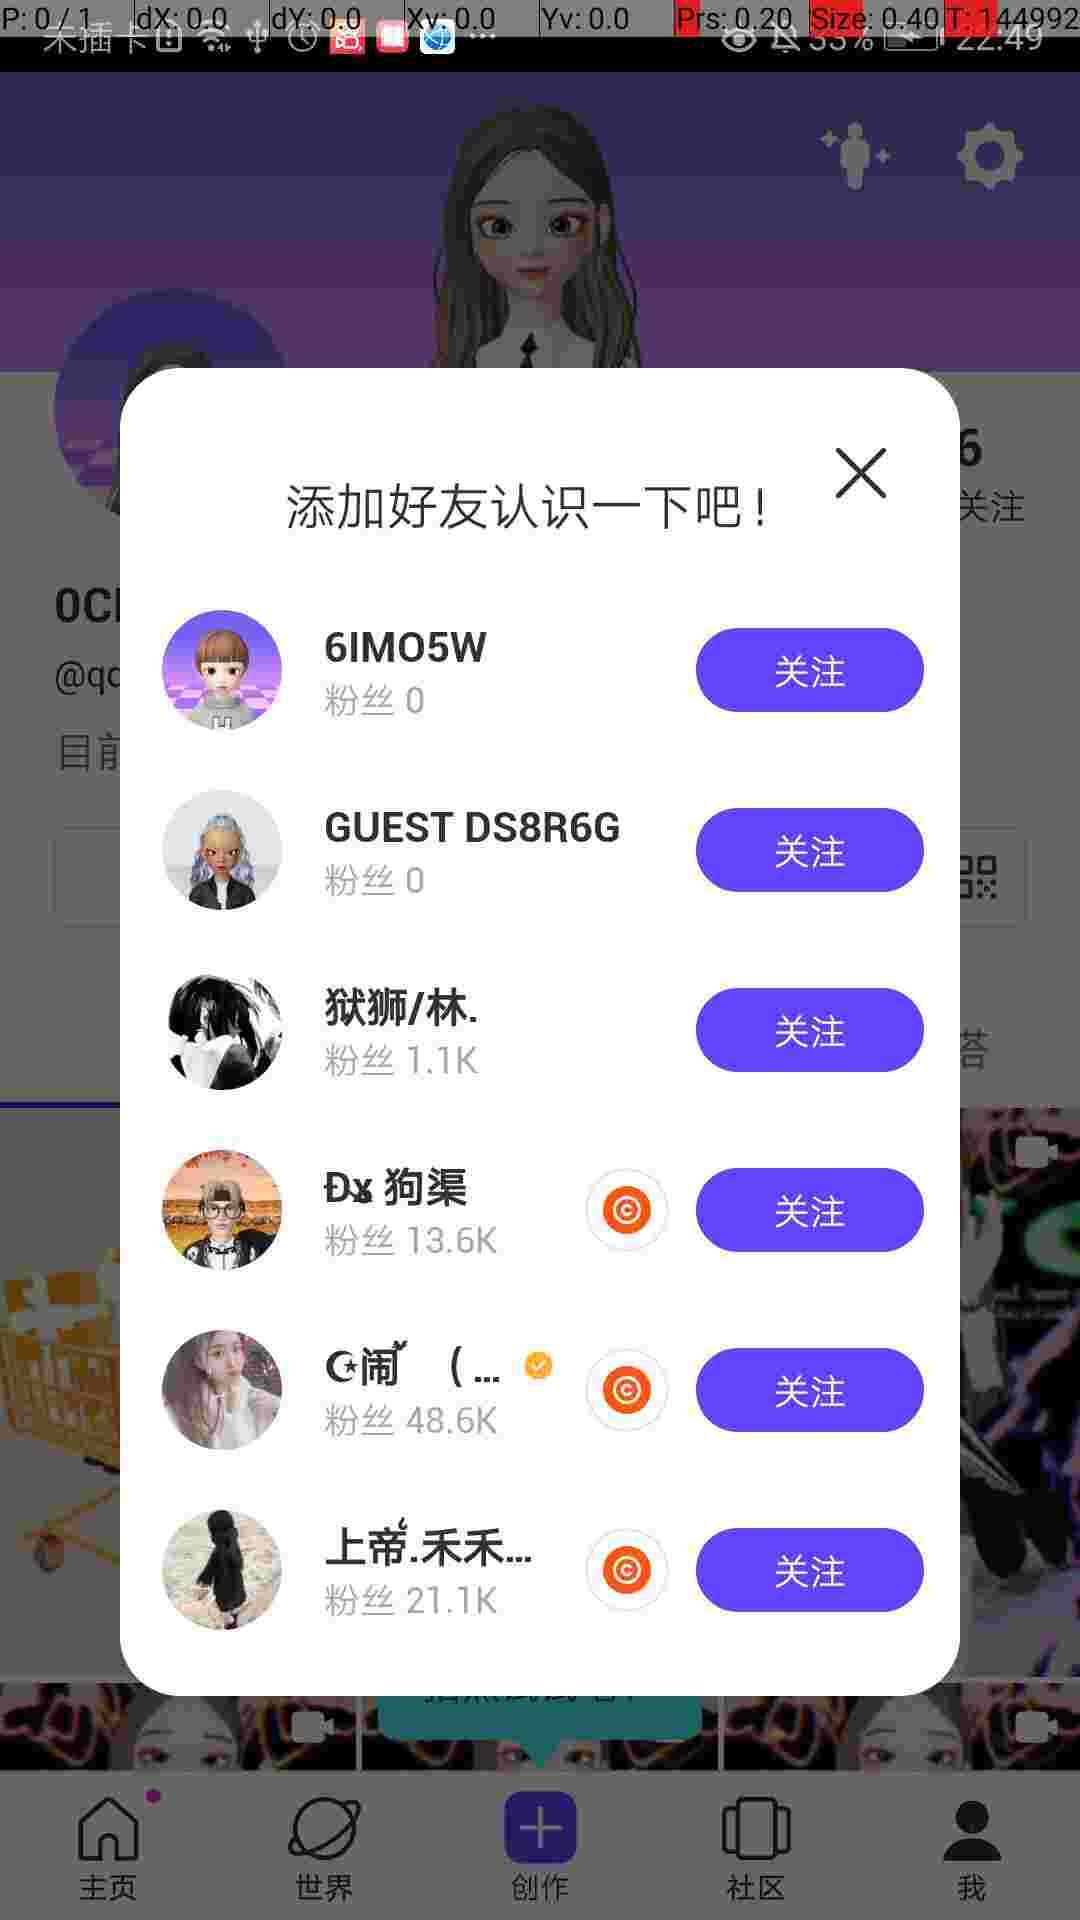 P: 0 / 1 dX: 0.0 dY: 0.0 Xv: 0.0 Yv: 0.0 Prs: 0.20 Size: 0.40 T: 144992
未插卡 33% 22:49
6
关注
添加好友认识一下吧!
@qq
目前
6IMO5W
粉丝 0
关注
GUEST DS8R6G
粉丝 0
关注
狱狮/林.
粉丝 1.1K
关注
答
狗渠
粉丝 13.6K
关注
闹 (...
粉丝 48.6K
关注
上帝.禾禾...
粉丝 21.1K
关注
主页
世界
创作
社区
我